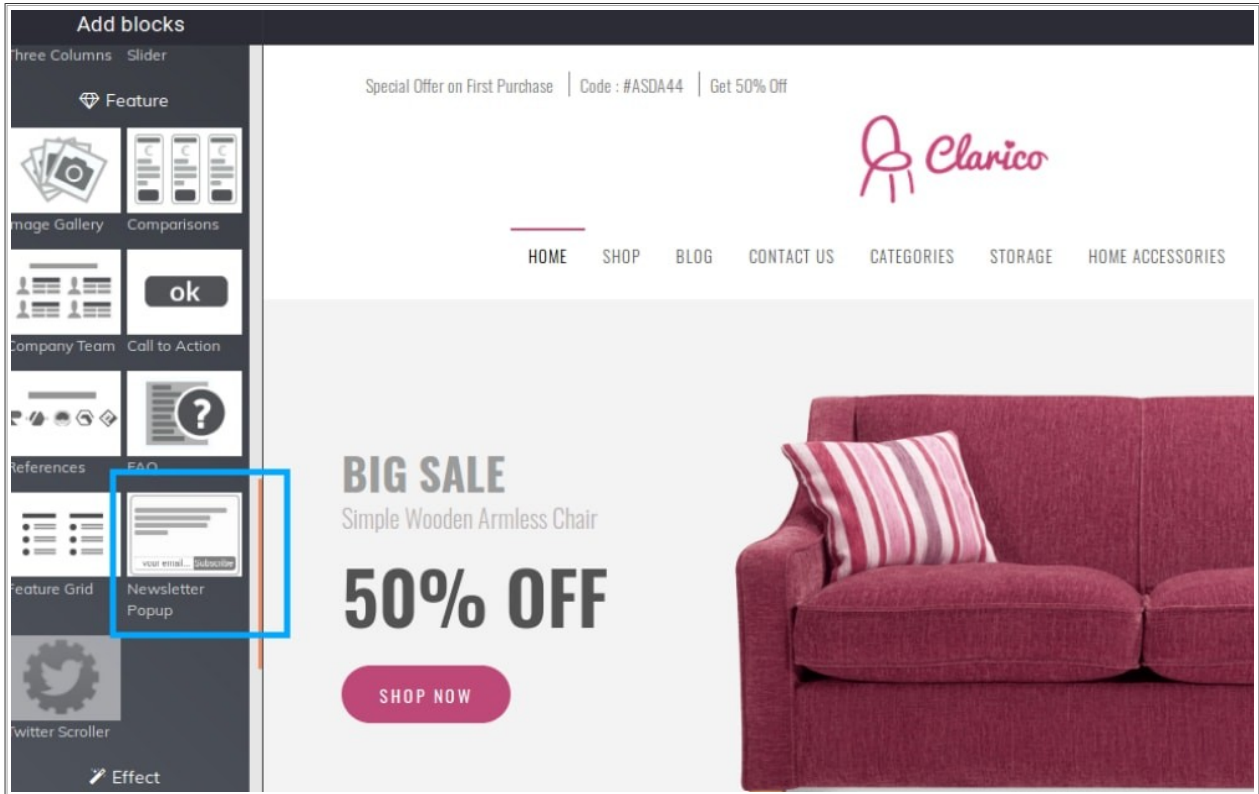 Add blocks
Three Columns Slider
Feature
Image Gallery Comparisons
Company Team Call to Action
ok
References FAQ
?
Feature Grid Newsletter Popup
your email... Subscribe
Twitter Scroller
Effect
Special Offer on First Purchase Code : #ASDA44 Get 50% Off
Clarico
HOME SHOP BLOG CONTACT US CATEGORIES STORAGE HOME ACCESSORIES
BIG SALE
Simple Wooden Armless Chair
50% OFF
SHOP NOW